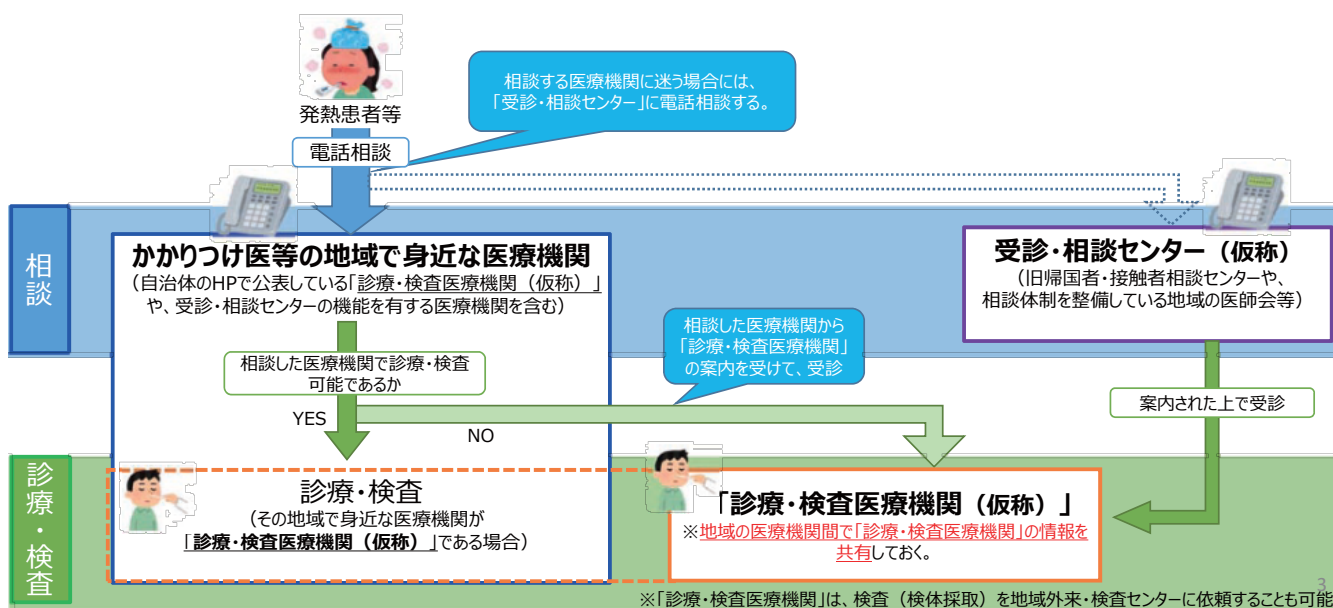 発熱患者等
電話相談
相談する医療機関に迷う場合には、
「受診・相談センター」に電話相談する。
相談
かかりつけ医等の地域で身近な医療機関
（自治体のHPで公表している「診療・検査医療機関（仮称）」
や、受診・相談センターの機能を有する医療機関を含む）
受診・相談センター（仮称）
（旧帰国者・接触者相談センターや、
相談体制を整備している地域の医師会等）
相談した医療機関で診療・検査
可能であるか
相談した医療機関から
「診療・検査医療機関」
の案内を受けて、受診
YES
NO
案内された上で受診
診療・検査
診療・検査
（その地域で身近な医療機関が
「診療・検査医療機関（仮称）」である場合）
「診療・検査医療機関（仮称）」
※地域の医療機関間で「診療・検査医療機関」の情報を
共有しておく。
3
※「診療・検査医療機関」は、検査（検体採取）を地域外来・検査センターに依頼することも可能